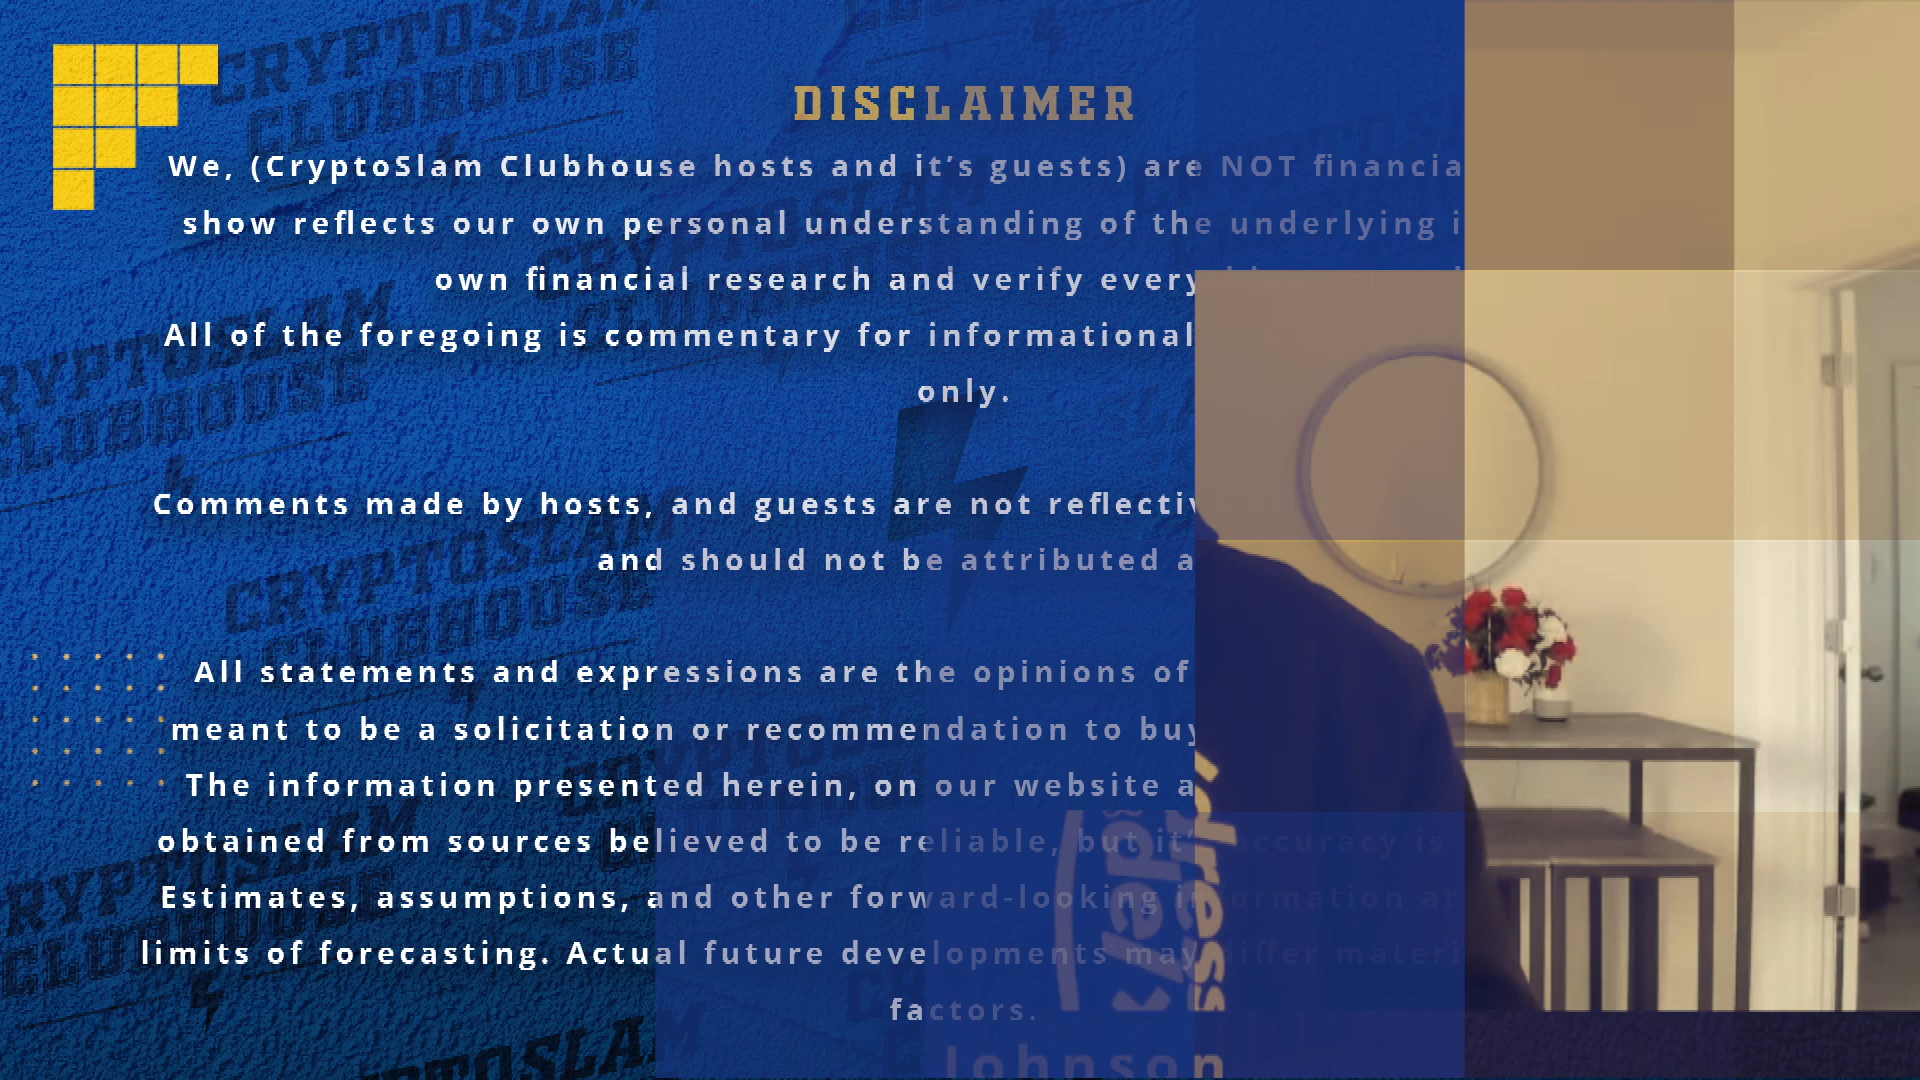 CRYPTOSLAM
CLUBHOUSE
DISCLAIMER
We, (CryptoSlam Clubhouse hosts and it's guests) are NOT
show reflects our own personal understanding of the underlying
own financial research and verify
All of the foregoing is commentary for informational
only.
Comments made by hosts, and guests are not
and should not be attributed
All statements and expressions are the opinions of
meant to be a solicitation or recommendation to buy
The information presented herein, on our website
obtained from sources believed to be reliable, but it's accuracy is
Estimates, assumptions, and other forward-looking information
limits of forecasting. Actual future developments may differ
factors.
Johnson